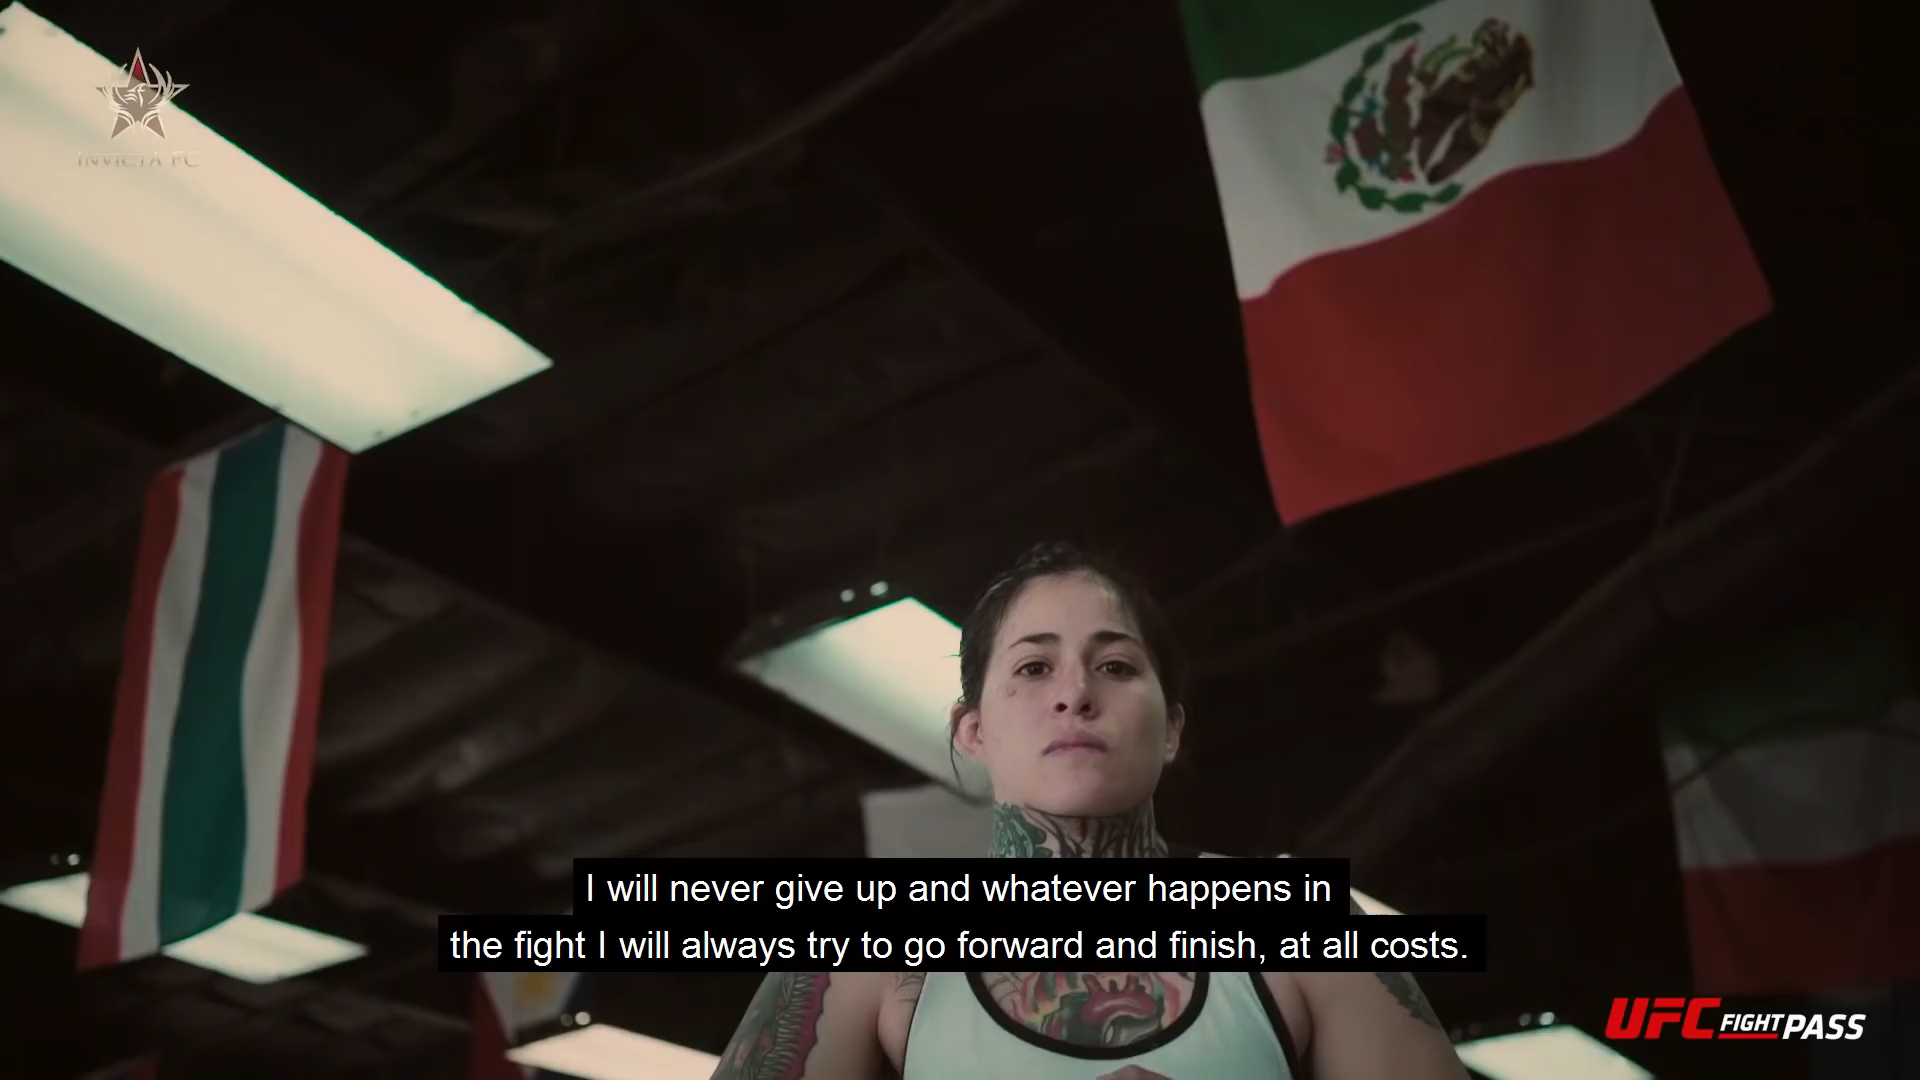 INVICTA FC
I will never give up and whatever happens in
the fight I will always try to go forward and finish, at all costs.
UFC FIGHT PASS